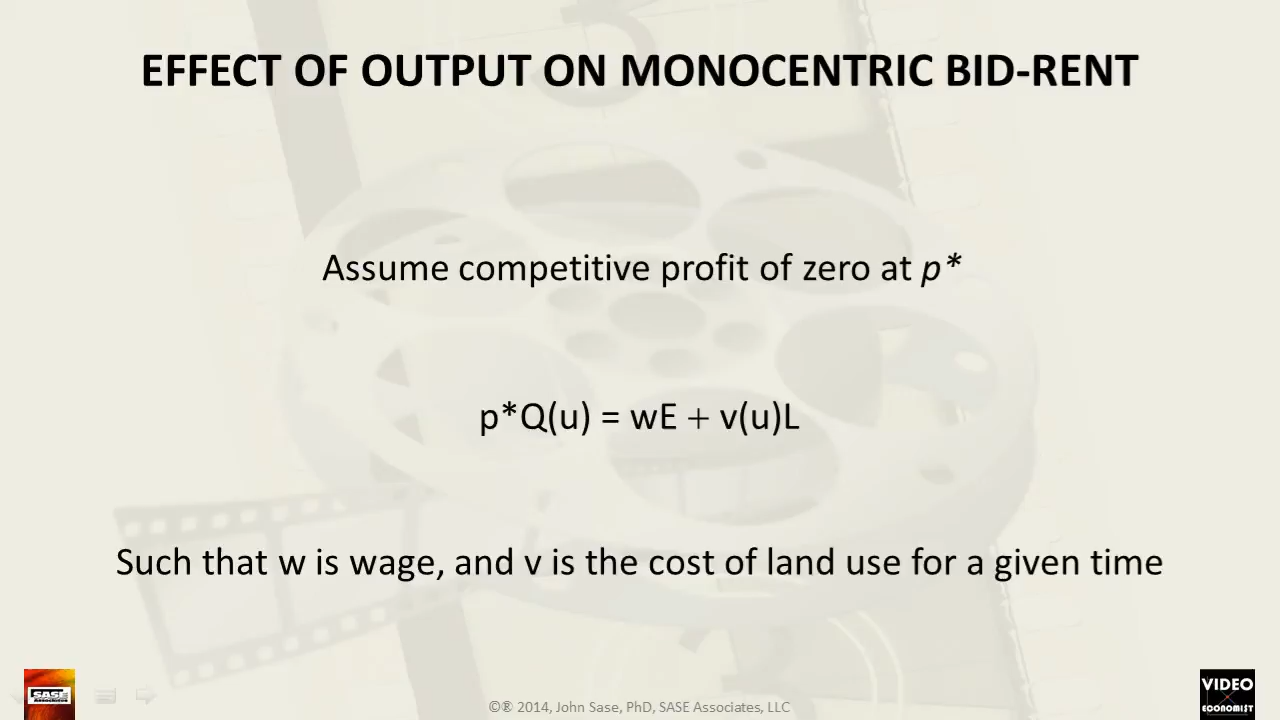 EFFECT OF OUTPUT ON MONOCENTRIC BID-RENT
Assume competitive profit of zero at p*
p*Q(u) = wE + v(u)L
Such that w is wage, and v is the cost of land use for a given time
SASE
©® 2014, John Sase, PhD, SASE Associates, LLC
VIDEO
ECONOMIST